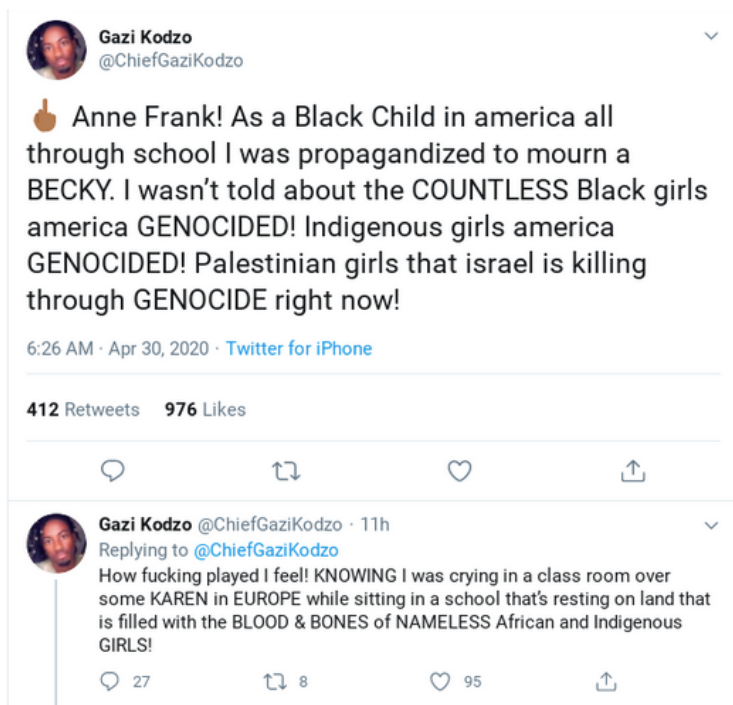 Gazi Kodzo
@ChiefGaziKodzo
🖕🏾 Anne Frank! As a Black Child in america all
through school I was propagandized to mourn a
BECKY. I wasn't told about the COUNTLESS Black girls
america GENOCIDED! Indigenous girls america
GENOCIDED! Palestinian girls that israel is killing
through GENOCIDE right now!
6:26 AM · Apr 30, 2020 · Twitter for iPhone
412 Retweets 976 Likes
Gazi Kodzo @ChiefGaziKodzo · 11h
Replying to @ChiefGaziKodzo
How fucking played I feel! KNOWING I was crying in a class room over
some KAREN in EUROPE while sitting in a school that's resting on land that
is filled with the BLOOD & BONES of NAMELESS African and Indigenous
GIRLS!
27 8 95